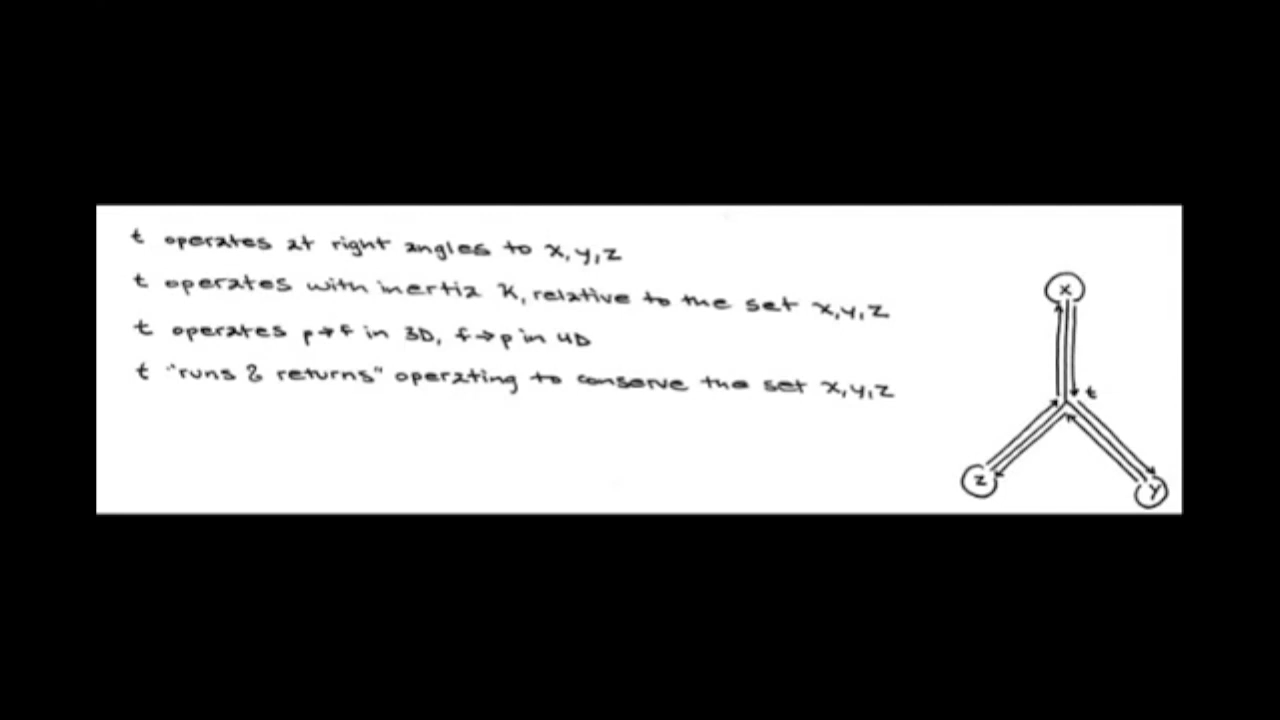 t operates at right angles to x, y, z
t operates with inertia K, relative to the set x, y, z
t operates p→f in 3D, f→p in 4D
t "runs & returns" operating to conserve the set x, y, z
x
t
z
y